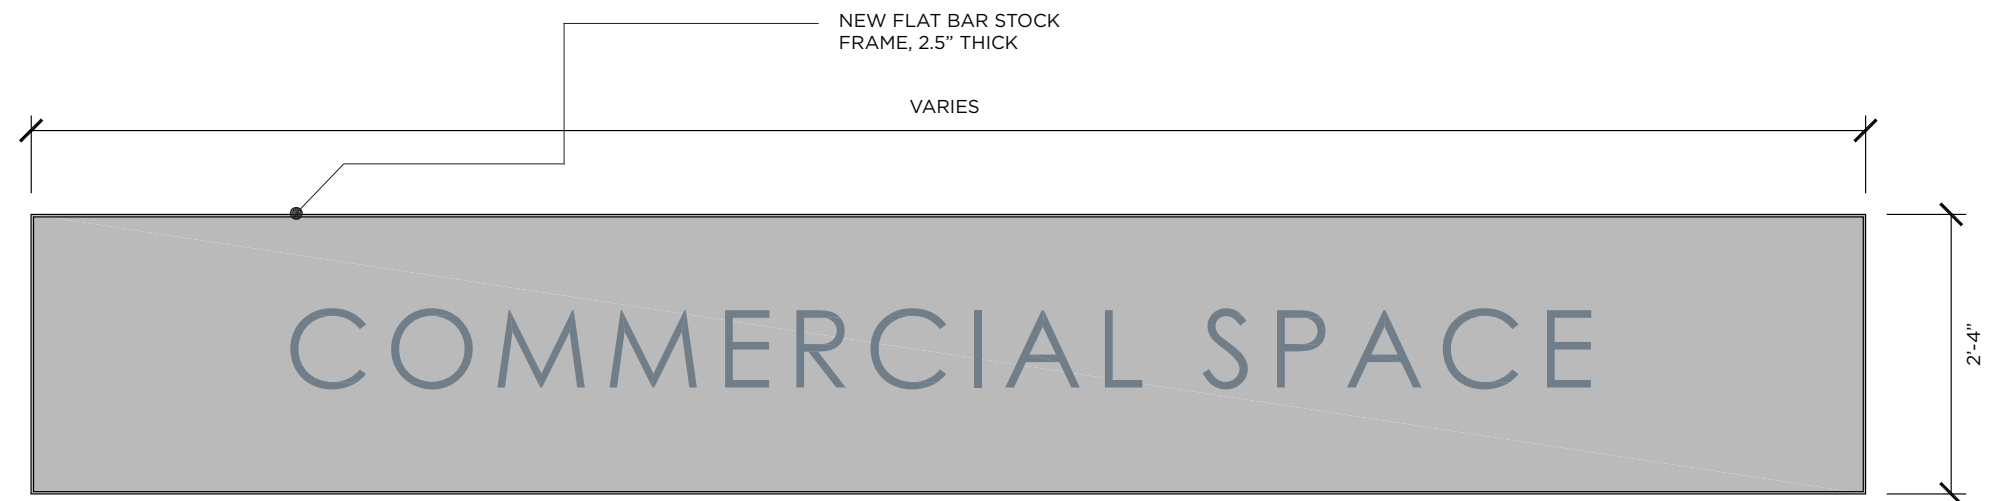 NEW FLAT BAR STOCK
FRAME, 2.5” THICK
VARIES
COMMERCIAL SPACE
2'-4”